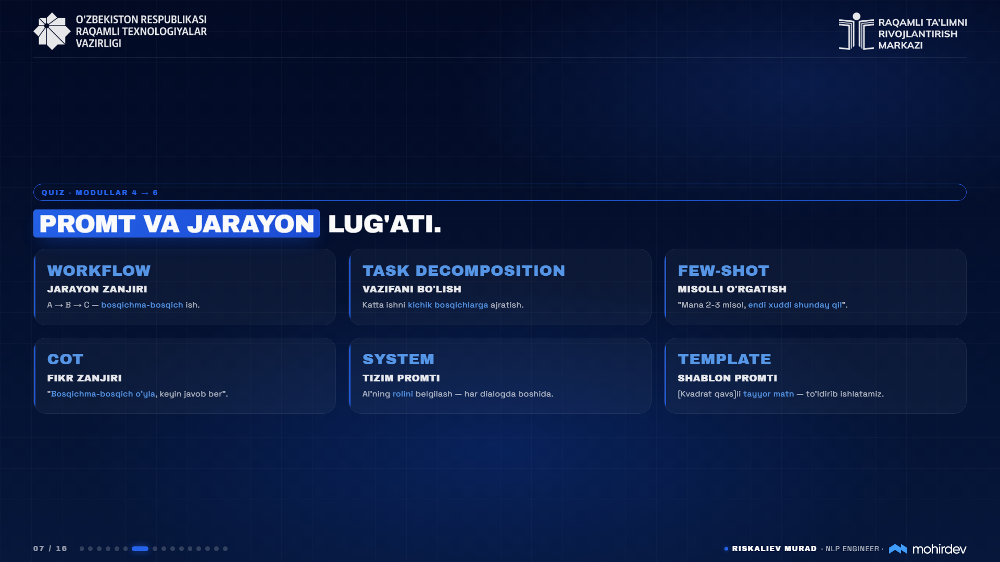 O'ZBEKISTON RESPUBLIKASI
RAQAMLI TEXNOLOGIYALAR
VAZIRLIGI
RAQAMLI TA'LIMNI
RIVOJLANTIRISH
MARKAZI
QUIZ · MODULLAR 4 → 6
PROMT VA JARAYON LUG'ATI.
WORKFLOW
JARAYON ZANJIRI
A → B → C — bosqichma-bosqich ish.
TASK DECOMPOSITION
VAZIFANI BO'LISH
Katta ishni kichik bosqichlarga ajratish.
FEW-SHOT
MISOLLI O'RGATISH
"Mana 2-3 misol, endi xuddi shunday qil".
COT
FIKR ZANJIRI
"Bosqichma-bosqich o'yla, keyin javob ber".
SYSTEM
TIZIM PROMTI
AI'ning rolini belgilash — har dialogda boshida.
TEMPLATE
SHABLON PROMTI
[Kvadrat qavs]li tayyor matn — to'ldirib ishlatamiz.
07 / 16
RISKALIEV MURAD · NLP ENGINEER · mohirdev